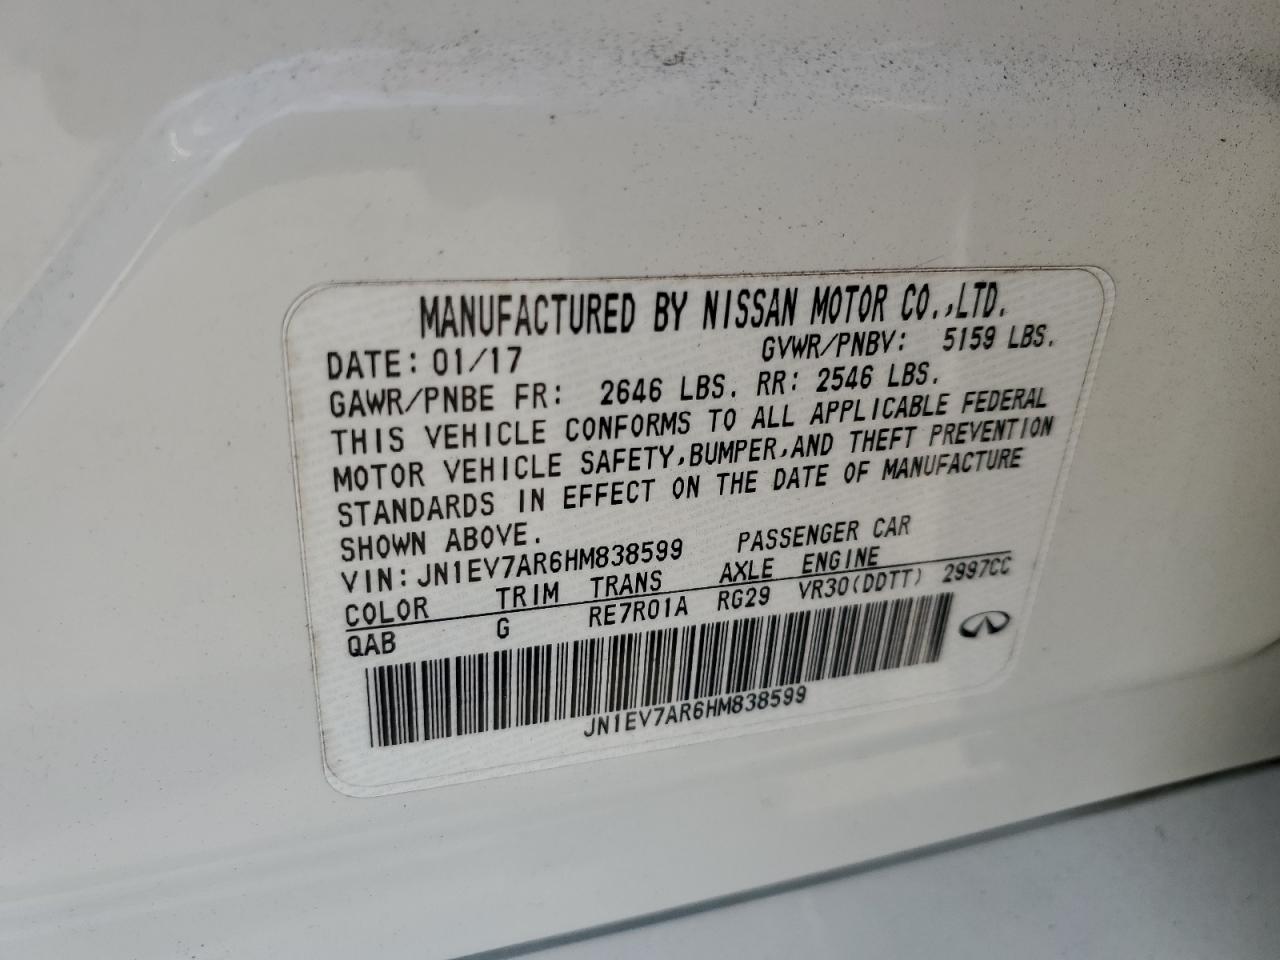 MANUFACTURED BY NISSAN MOTOR CO.,LTD.
DATE: 01/17 GVWR/PNBV: 5159 LBS.
GAWR/PNBE FR: 2646 LBS. RR: 2546 LBS.
THIS VEHICLE CONFORMS TO ALL APPLICABLE FEDERAL
MOTOR VEHICLE SAFETY,BUMPER,AND THEFT PREVENTION
STANDARDS IN EFFECT ON THE DATE OF MANUFACTURE
SHOWN ABOVE.
VIN: JN1EV7AR6HM838599 PASSENGER CAR
COLOR TRIM TRANS AXLE ENGINE
QAB G RE7R01A RG29 VR30(DDTT) 2997CC
JN1EV7AR6HM838599